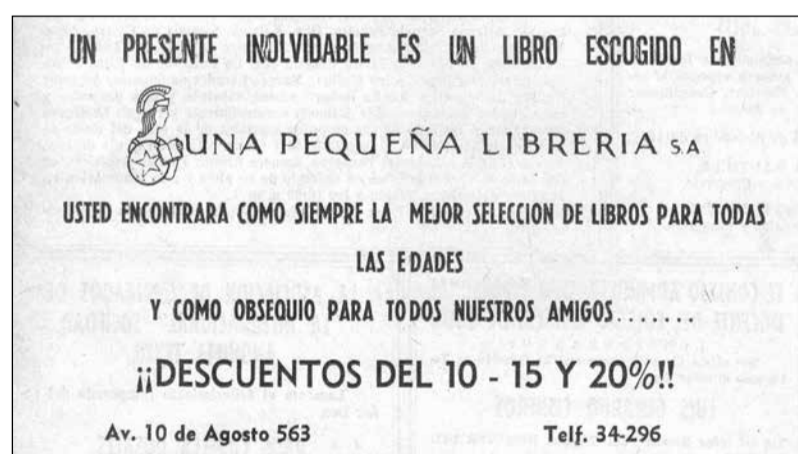 UN PRESENTE INOLVIDABLE ES UN LIBRO ESCOGIDO EN
UNA PEQUEÑA LIBRERIA S.A
USTED ENCONTRARA COMO SIEMPRE LA MEJOR SELECCION DE LIBROS PARA TODAS
LAS EDADES
Y COMO OBSEQUIO PARA TODOS NUESTROS AMIGOS........
¡¡DESCUENTOS DEL 10 - 15 Y 20%!!
Av. 10 de Agosto 563 Telf. 34-296